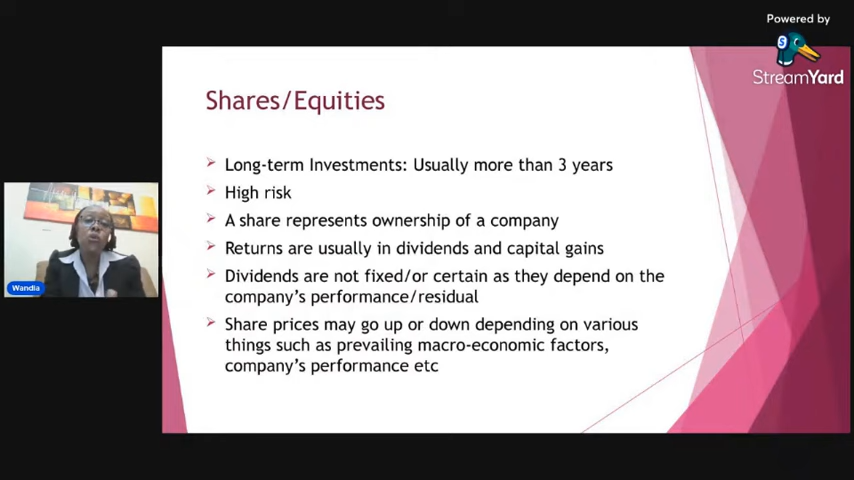 Powered by
StreamYard
Shares/Equities
Long-term Investments: Usually more than 3 years
High risk
A share represents ownership of a company
Returns are usually in dividends and capital gains
Dividends are not fixed/or certain as they depend on the
company's performance/residual
Share prices may go up or down depending on various
things such as prevailing macro-economic factors,
company's performance etc
Wandia